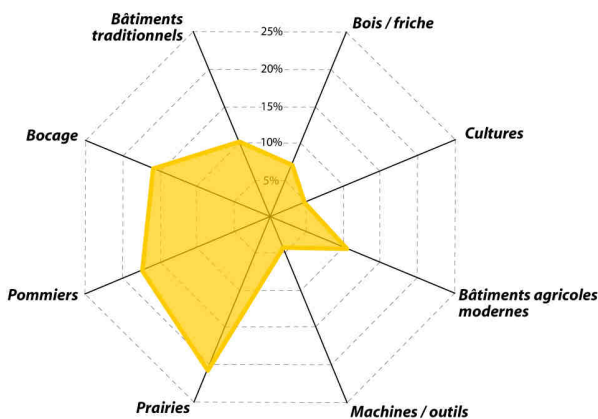 Bâtiments
traditionnels
25%
Bois / friche
20%
15%
Bocage
Cultures
10%
5%
Pommiers
Bâtiments agricoles
modernes
Prairies
Machines / outils